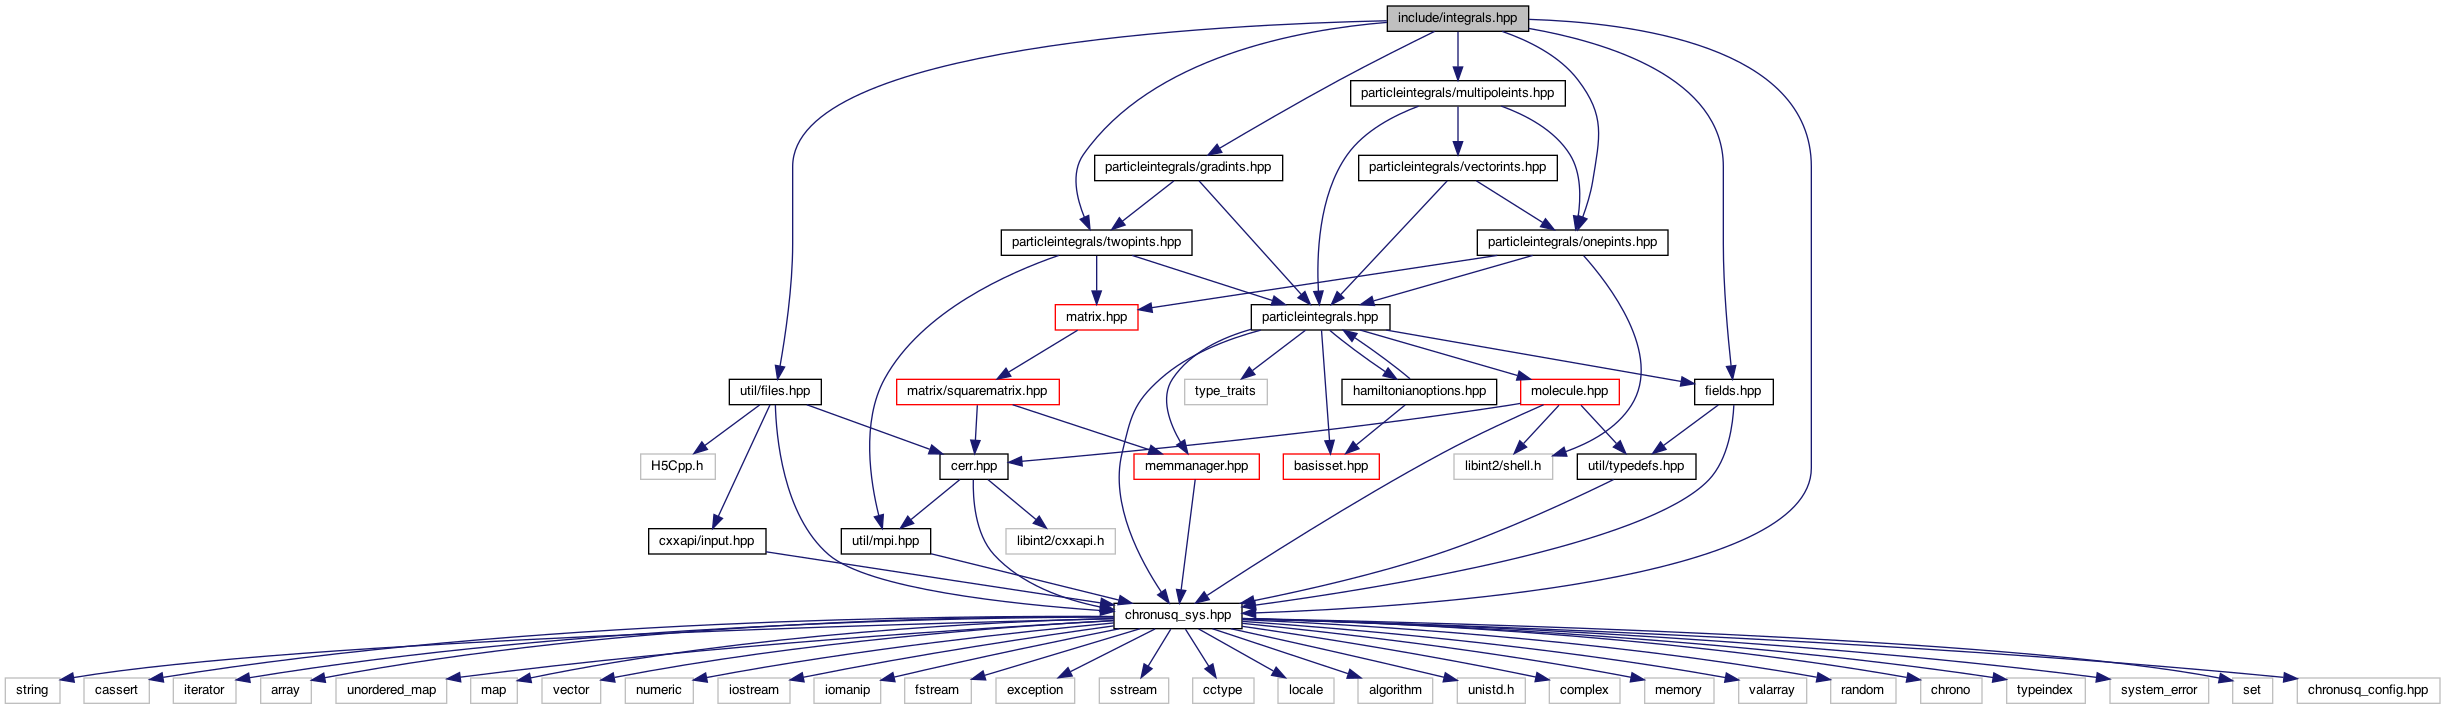 include/integrals.hpp
particleintegrals/multipoleints.hpp
particleintegrals/gradints.hpp
particleintegrals/vectorints.hpp
particleintegrals/twopints.hpp
particleintegrals/onepints.hpp
matrix.hpp
particleintegrals.hpp
util/files.hpp
matrix/squarematrix.hpp
type_traits
hamiltonianoptions.hpp
molecule.hpp
fields.hpp
H5Cpp.h
cerr.hpp
memmanager.hpp
basisset.hpp
libint2/shell.h
util/typedefs.hpp
cxxapi/input.hpp
util/mpi.hpp
libint2/cxxapi.h
chronusq_sys.hpp
string
cassert
iterator
array
unordered_map
map
vector
numeric
iostream
iomanip
fstream
exception
sstream
cctype
locale
algorithm
unistd.h
complex
memory
valarray
random
chrono
typeindex
system_error
set
chronusq_config.hpp